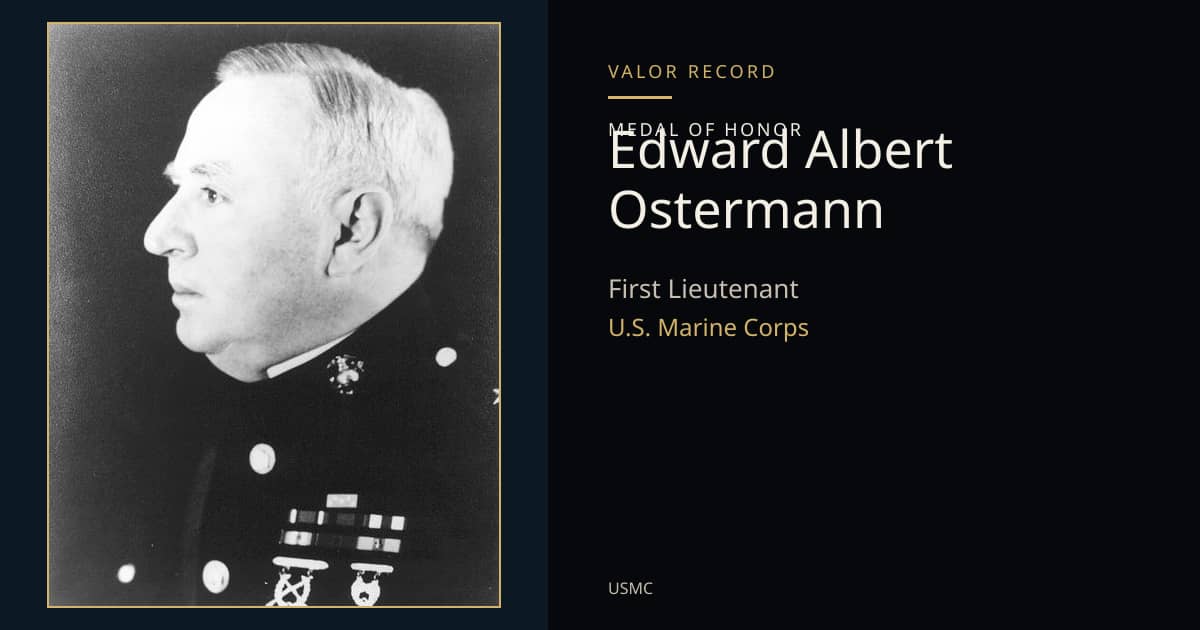 VALOR RECORD
MEDAL OF HONOR
Edward Albert
Ostermann
First Lieutenant
U.S. Marine Corps
USMC